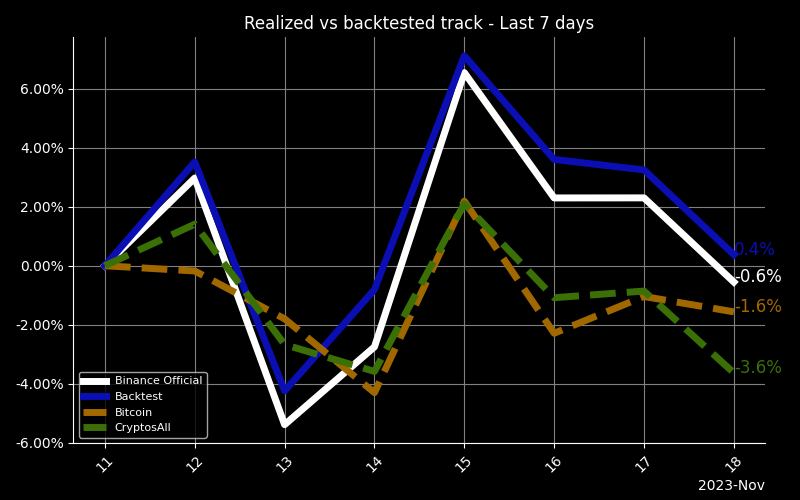 Realized vs backtested track - Last 7 days
6.00%
4.00%
2.00%
0.00%
-2.00%
-4.00%
-6.00%
0.4%
-0.6%
-1.6%
-3.6%
Binance Official
Backtest
Bitcoin
CryptosAll
11 12 13 14 15 16 17 18
2023-Nov